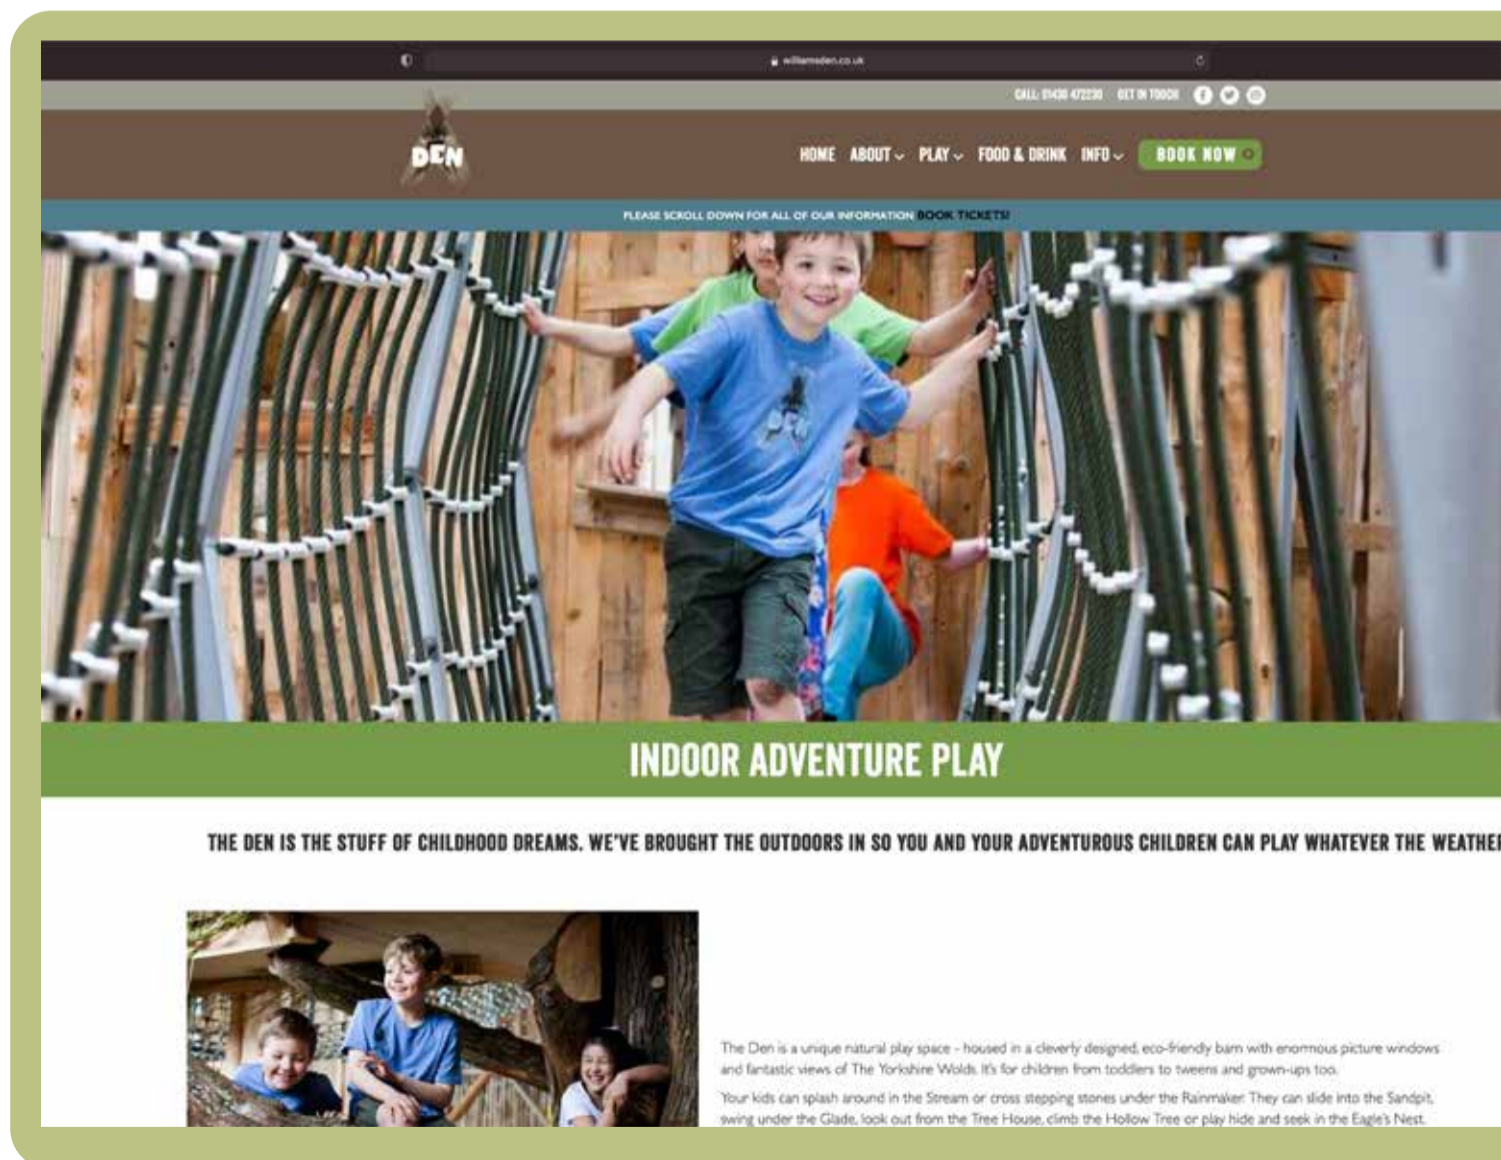 williamsden.co.uk
CALL: 01430 472230 GET IN TOUCH
DEN
HOME ABOUT PLAY FOOD & DRINK INFO BOOK NOW
PLEASE SCROLL DOWN FOR ALL OF OUR INFORMATION BOOK TICKETS!
DEN
INDOOR ADVENTURE PLAY
THE DEN IS THE STUFF OF CHILDHOOD DREAMS. WE'VE BROUGHT THE OUTDOORS IN SO YOU AND YOUR ADVENTUROUS CHILDREN CAN PLAY WHATEVER THE WEATHER
The Den is a unique natural play space - housed in a cleverly designed, eco-friendly barn with enormous picture windows
and fantastic views of The Yorkshire Wolds. It's for children from toddlers to tweens and grown-ups too.
Your kids can splash around in the Stream or cross stepping stones under the Rainmaker. They can slide into the Sandpit,
swing under the Glade, look out from the Tree House, climb the Hollow Tree or play hide and seek in the Eagle's Nest.